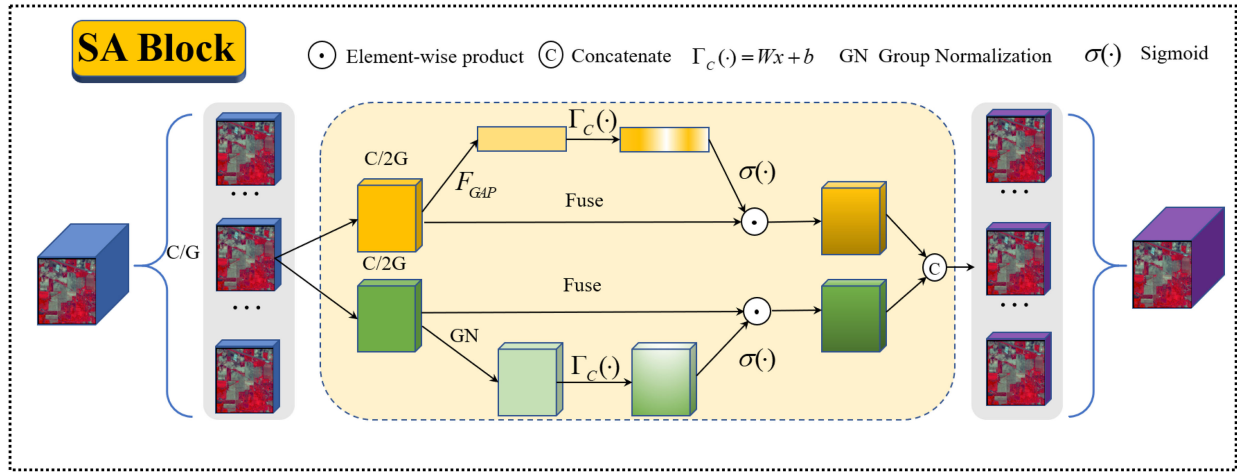 SA Block
⊙ Element-wise product Ⓒ Concatenate Γ_C(·) = Wx + b GN Group Normalization σ(·) Sigmoid
Γ_C(·)
C/2G
F_GAP
σ(·)
Fuse
...
C/G
C/2G
C
...
Fuse
GN
Γ_C(·)
σ(·)
...
...